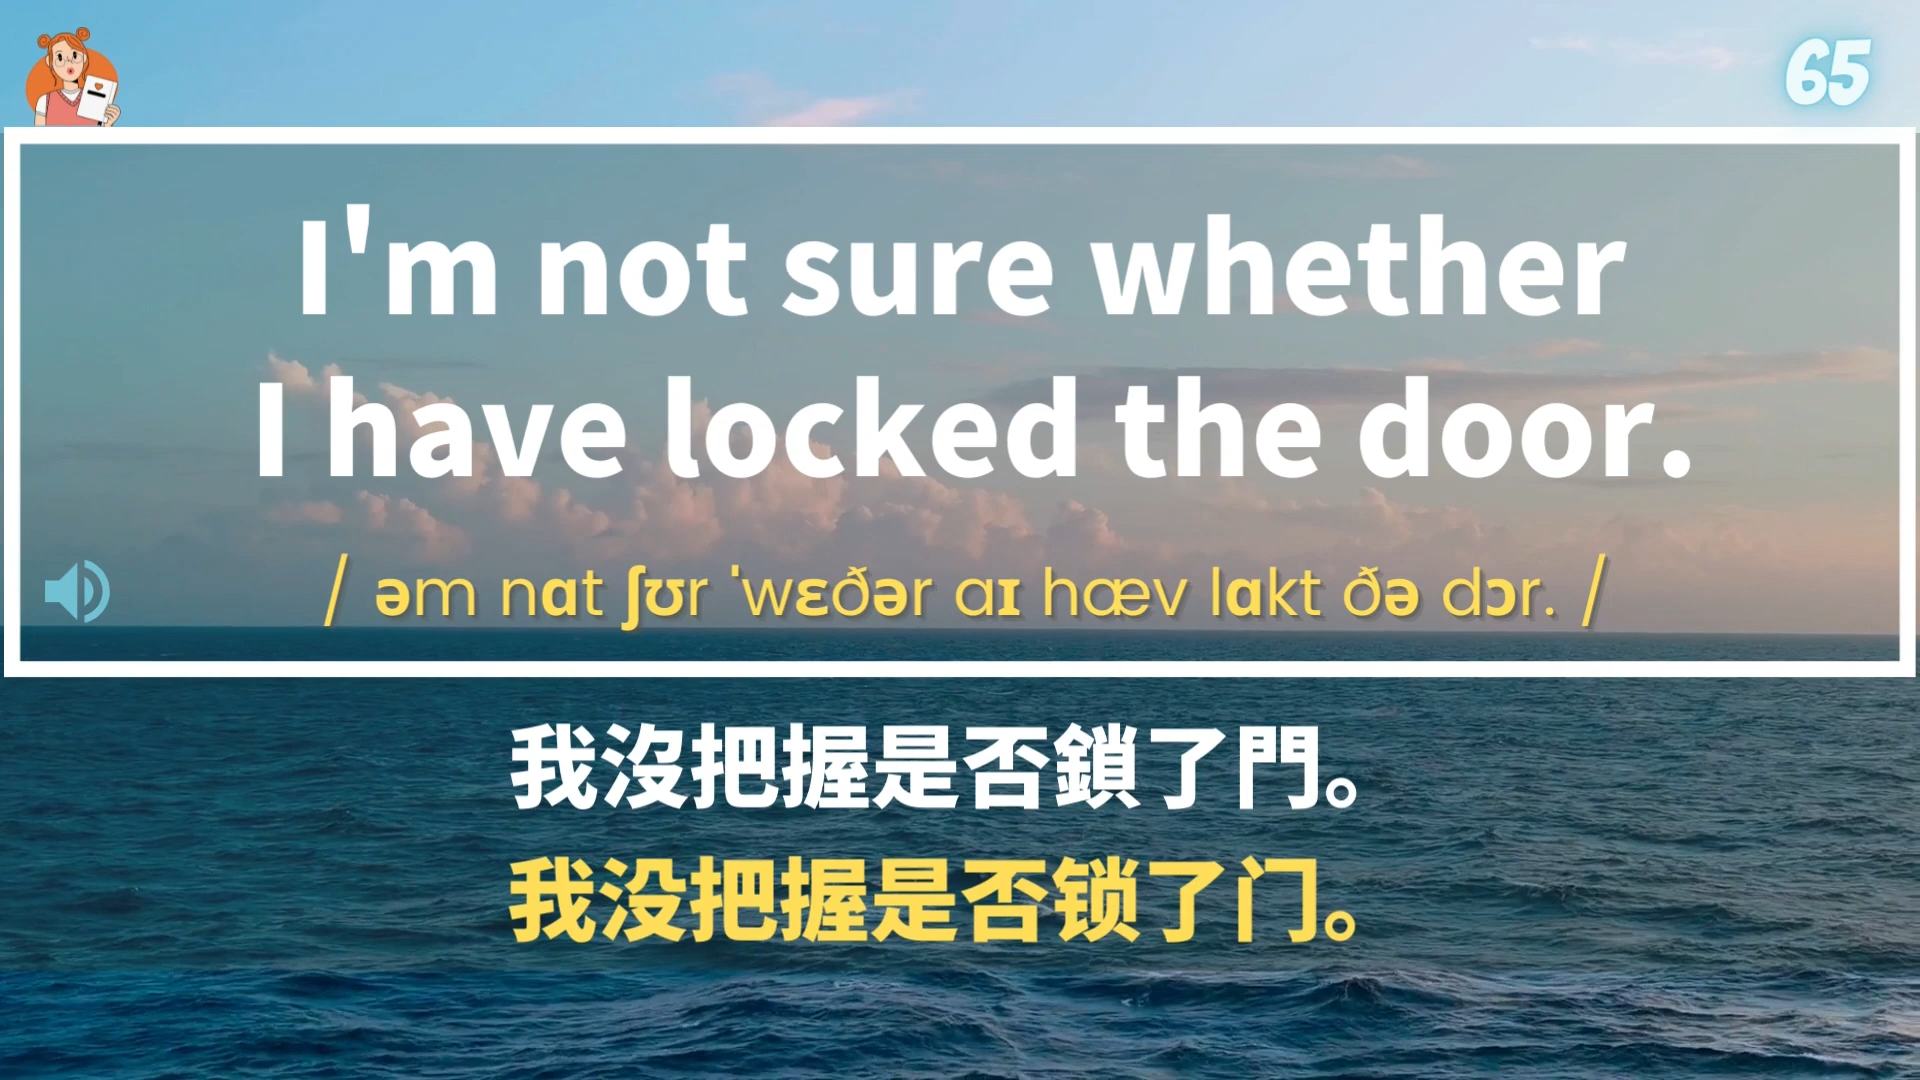 65
I'm not sure whether
I have locked the door.
/ əm nɑt ʃʊr ˈwɛðər aɪ hæv lɑkt ðə dɔr. /
我沒把握是否鎖了門。
我没把握是否锁了门。